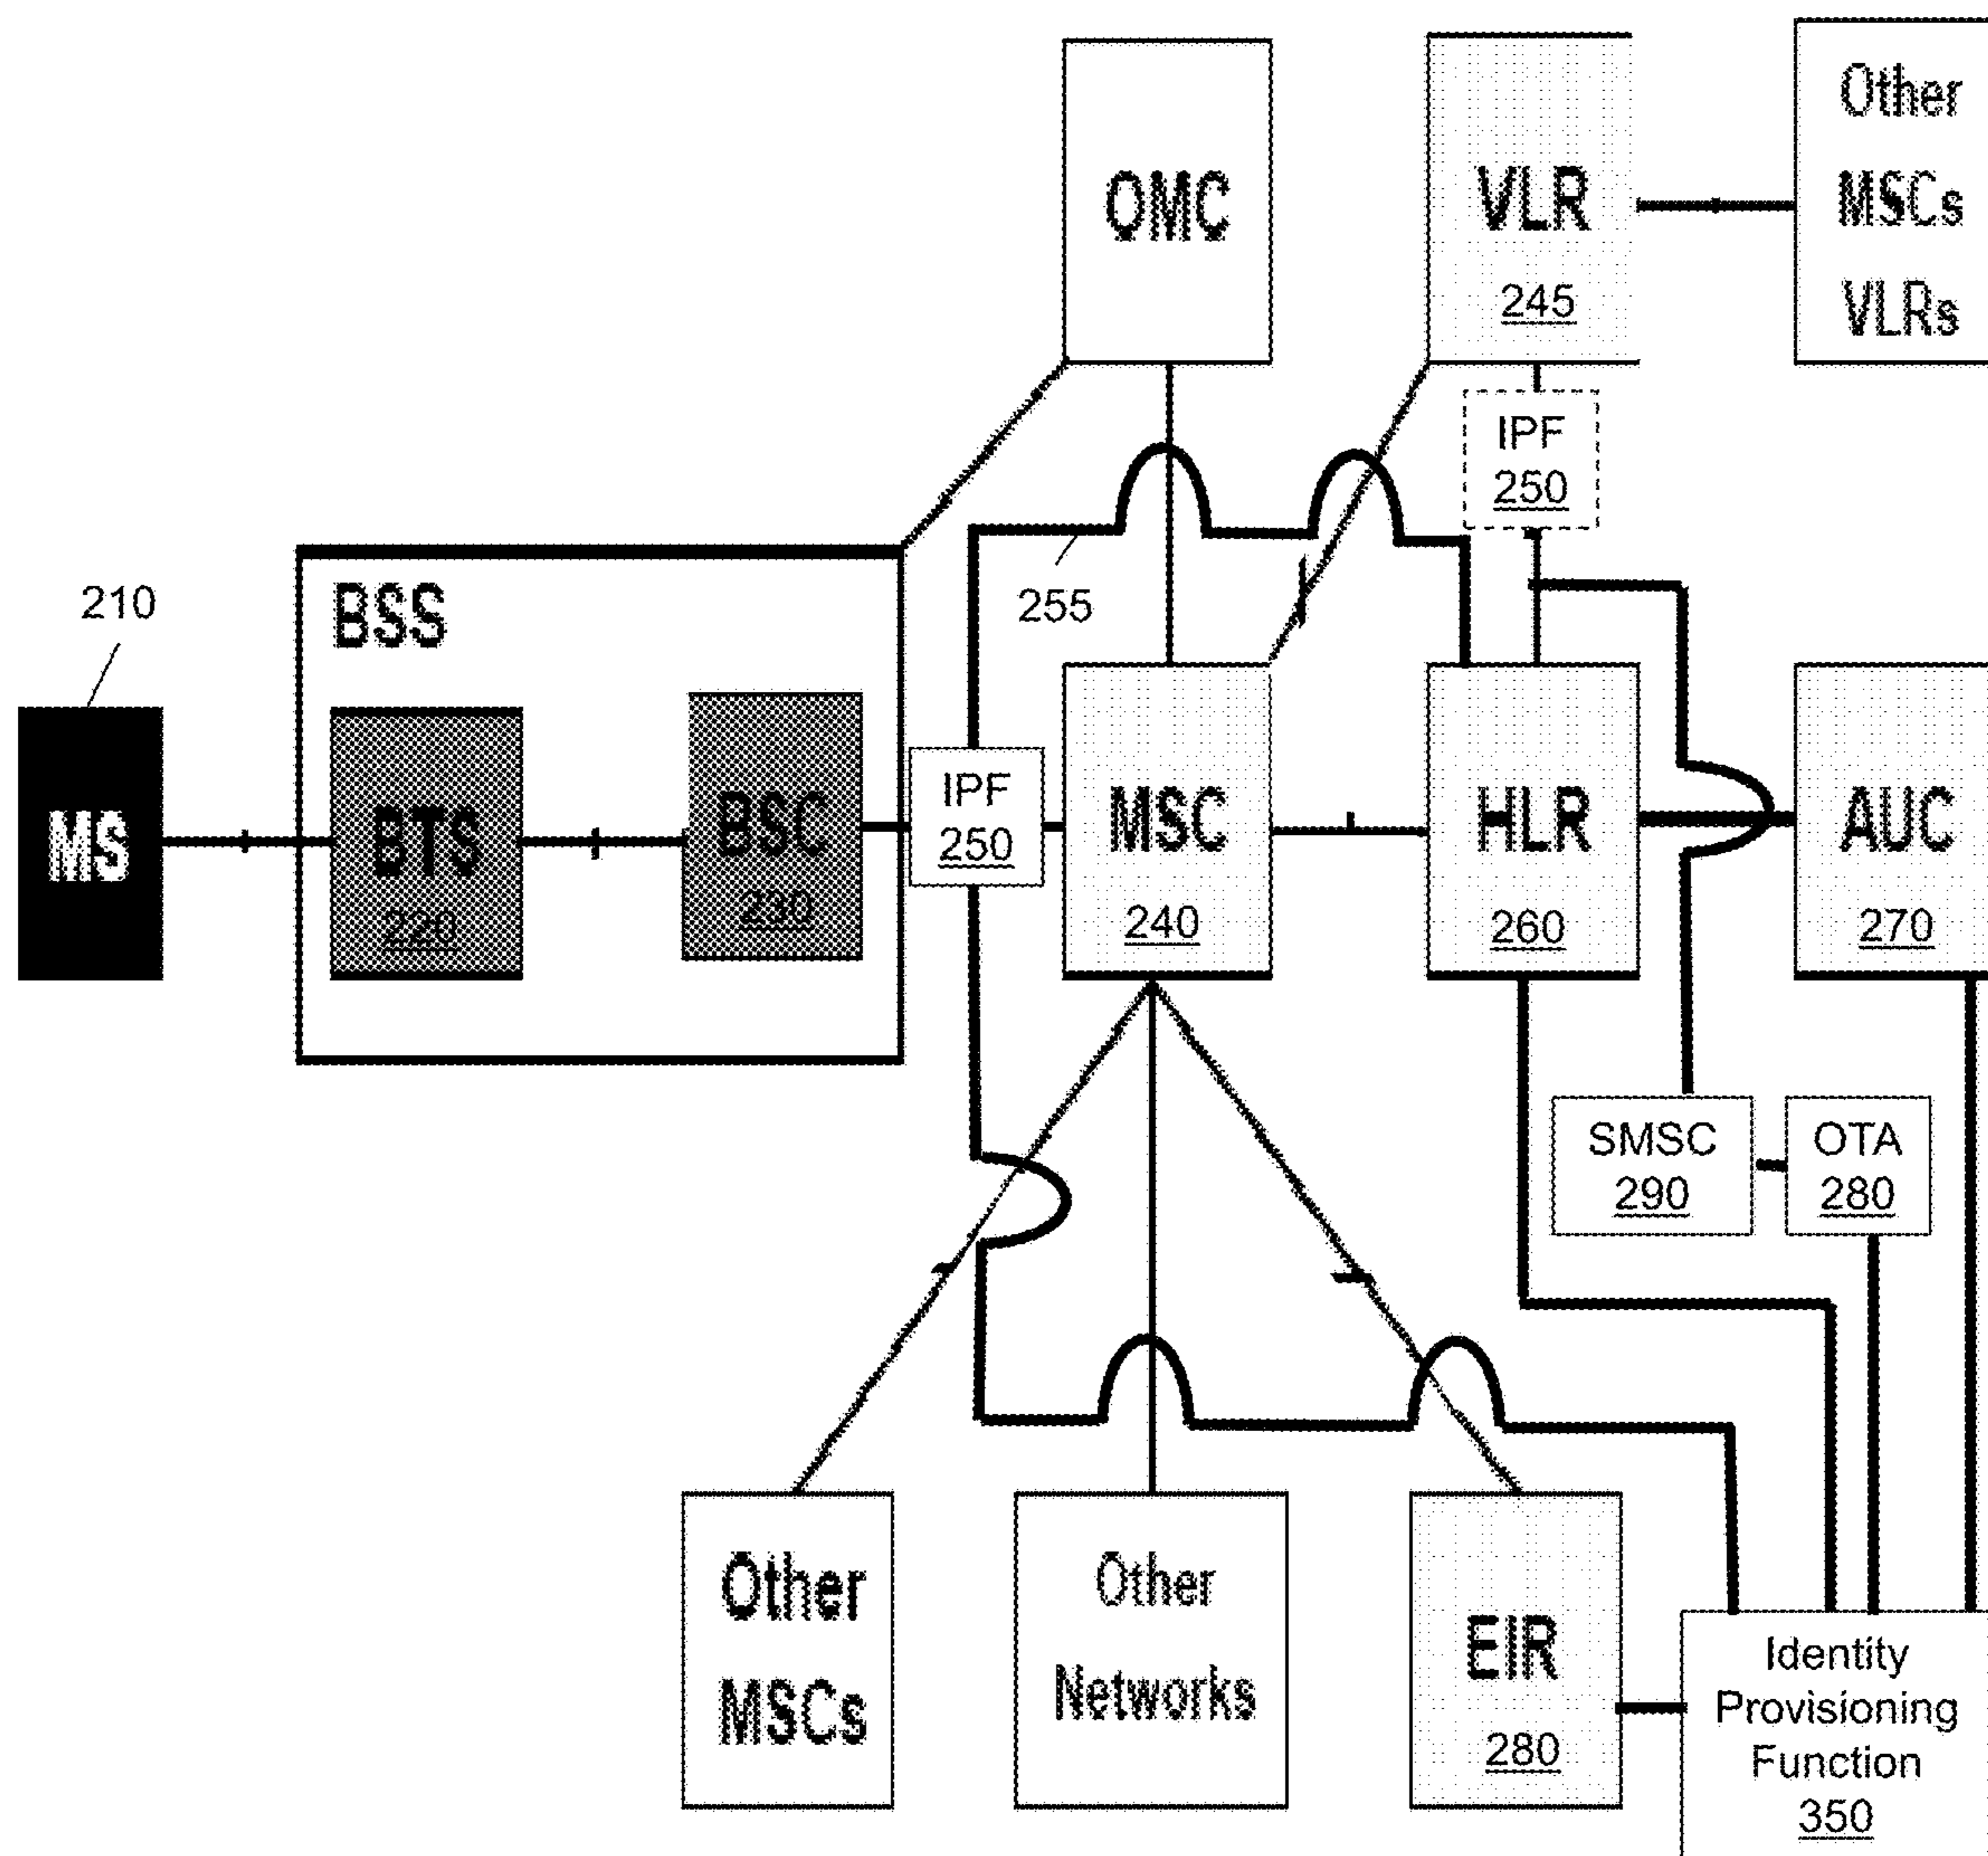 OMC
VLR
245
Other
MSCs
VLRs
IPF
250
255
210
BSS
MS
BTS
220
BSC
230
IPF
250
MSC
240
HLR
260
AUC
270
SMSC
290
OTA
280
Other
MSCs
Other
Networks
EIR
280
Identity
Provisioning
Function
350